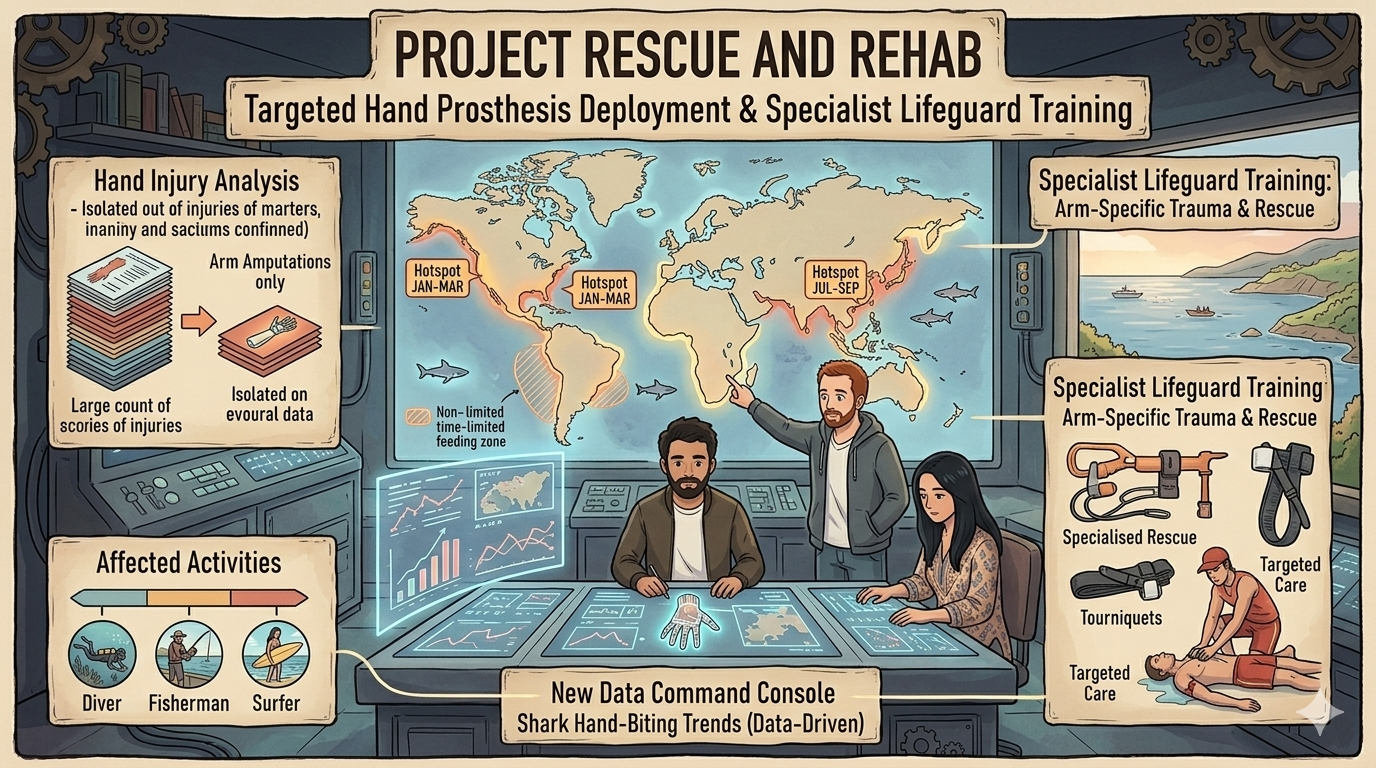 PROJECT RESCUE AND REHAB
Targeted Hand Prosthesis Deployment & Specialist Lifeguard Training
Hand Injury Analysis
- Isolated out of injuries of marters,
inaniny and saciums confinned)
Arm Amputations
only
Large count of
scories of injuries
Isolated on
evoural data
Hotspot
JAN-MAR
Hotspot
JAN-MAR
Hotspot
JUL-SEP
Non-limited
time-limited
feeding zone
Specialist Lifeguard Training:
Arm-Specific Trauma & Rescue
Specialist Lifeguard Training
Arm-Specific Trauma & Rescue
Specialised Rescue
Targeted
Care
Tourniquets
Targeted
Care
Affected Activities
Diver
Fisherman
Surfer
New Data Command Console
Shark Hand-Biting Trends (Data-Driven)